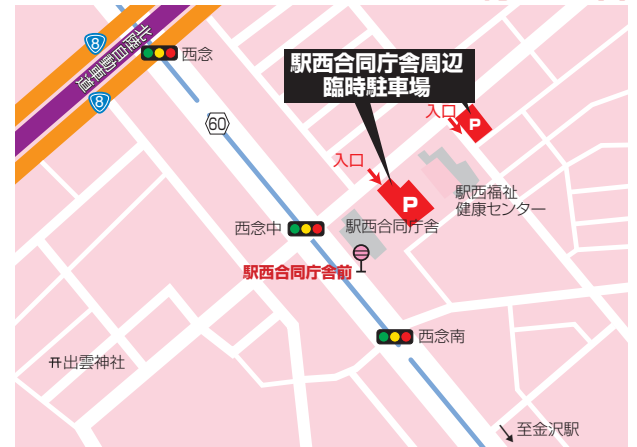 8
北陸自動車道
8
西念
60
駅西合同庁舎周辺
臨時駐車場
入口
P
入口
P
駅西福祉
健康センター
西念中
駅西合同庁舎
駅西合同庁舎前
西念南
出雲神社
至金沢駅